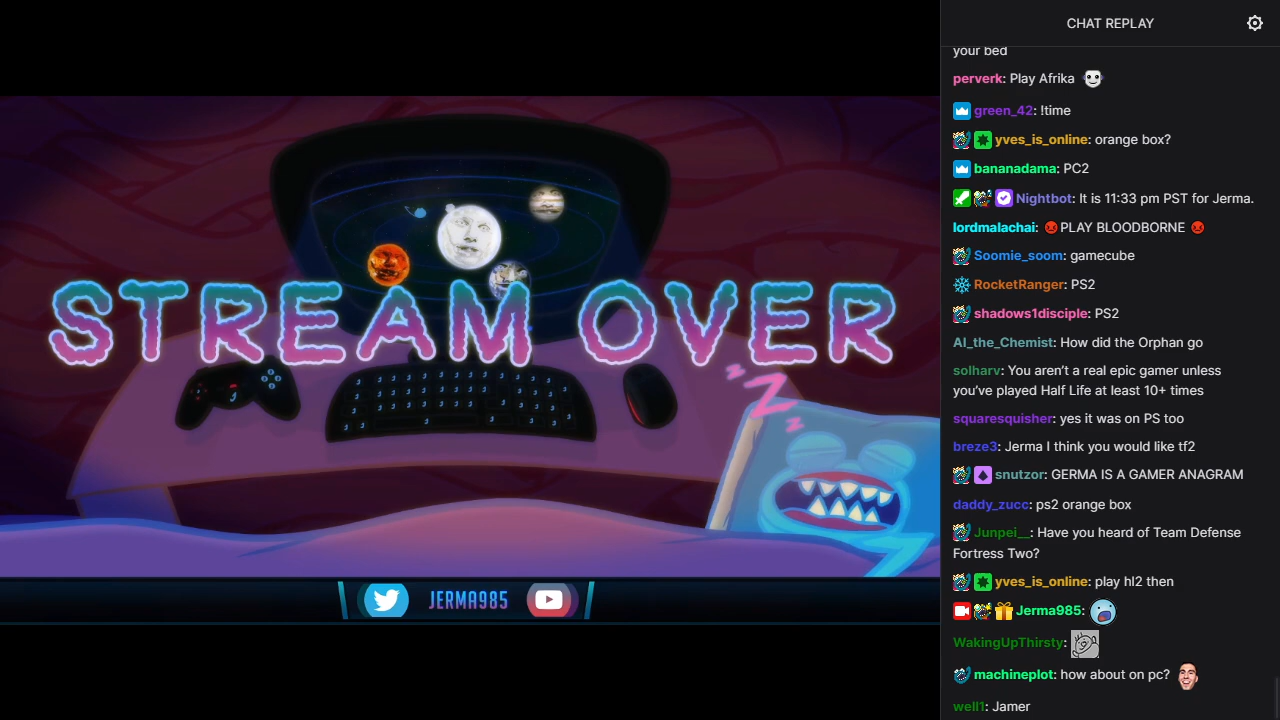 STREAM OVER
z
Z
z
JERMA985
CHAT REPLAY
your bed
perverk: Play Afrika
green_42: !time
yves_is_online: orange box?
bananadama: PC2
Nightbot: It is 11:33 pm PST for Jerma.
lordmalachai: PLAY BLOODBORNE
Soomie_soom: gamecube
RocketRanger: PS2
shadows1disciple: PS2
AI_the_Chemist: How did the Orphan go
solharv: You aren’t a real epic gamer unless
you’ve played Half Life at least 10+ times
squaresquisher: yes it was on PS too
breze3: Jerma I think you would like tf2
snutzor: GERMA IS A GAMER ANAGRAM
daddy_zucc: ps2 orange box
Junpei__: Have you heard of Team Defense
Fortress Two?
yves_is_online: play hl2 then
Jerma985:
WakingUpThirsty:
machineplot: how about on pc?
well1: Jamer